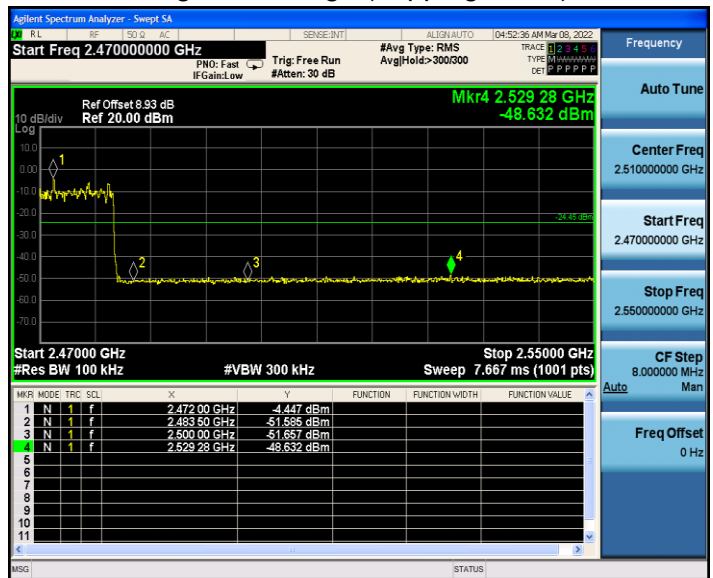 Agilent Spectrum Analyzer - Swept SA
RL RF 50 Ω AC SENSE:INT ALIGN AUTO 04:52:36 AM Mar 08, 2022
Start Freq 2.470000000 GHz
PNO: Fast
IFGain:Low
Trig: Free Run
#Atten: 30 dB
#Avg Type: RMS
Avg|Hold:>300/300
TRACE 1 2 3 4 5 6
TYPE MWWWWW
DET P P P P P P
Frequency
Auto Tune
Center Freq
2.510000000 GHz
Start Freq
2.470000000 GHz
Stop Freq
2.550000000 GHz
CF Step
8.000000 MHz
Auto Man
Freq Offset
0 Hz
Ref Offset 8.93 dB
10 dB/div Ref 20.00 dBm
Log
Mkr4 2.529 28 GHz
-48.632 dBm
10.0
0.00
-10.0
-20.0
-30.0
-40.0
-50.0
-60.0
-70.0
1
2
3
4
-24.45 dBm
Start 2.47000 GHz Stop 2.55000 GHz
#Res BW 100 kHz #VBW 300 kHz Sweep 7.667 ms (1001 pts)
MKR MODE TRC SCL X Y FUNCTION FUNCTION WIDTH FUNCTION VALUE
1 N 1 f 2.472 00 GHz -4.447 dBm
2 N 1 f 2.483 50 GHz -51.585 dBm
3 N 1 f 2.500 00 GHz -51.657 dBm
4 N 1 f 2.529 28 GHz -48.632 dBm
5
6
7
8
9
10
11
MSG STATUS